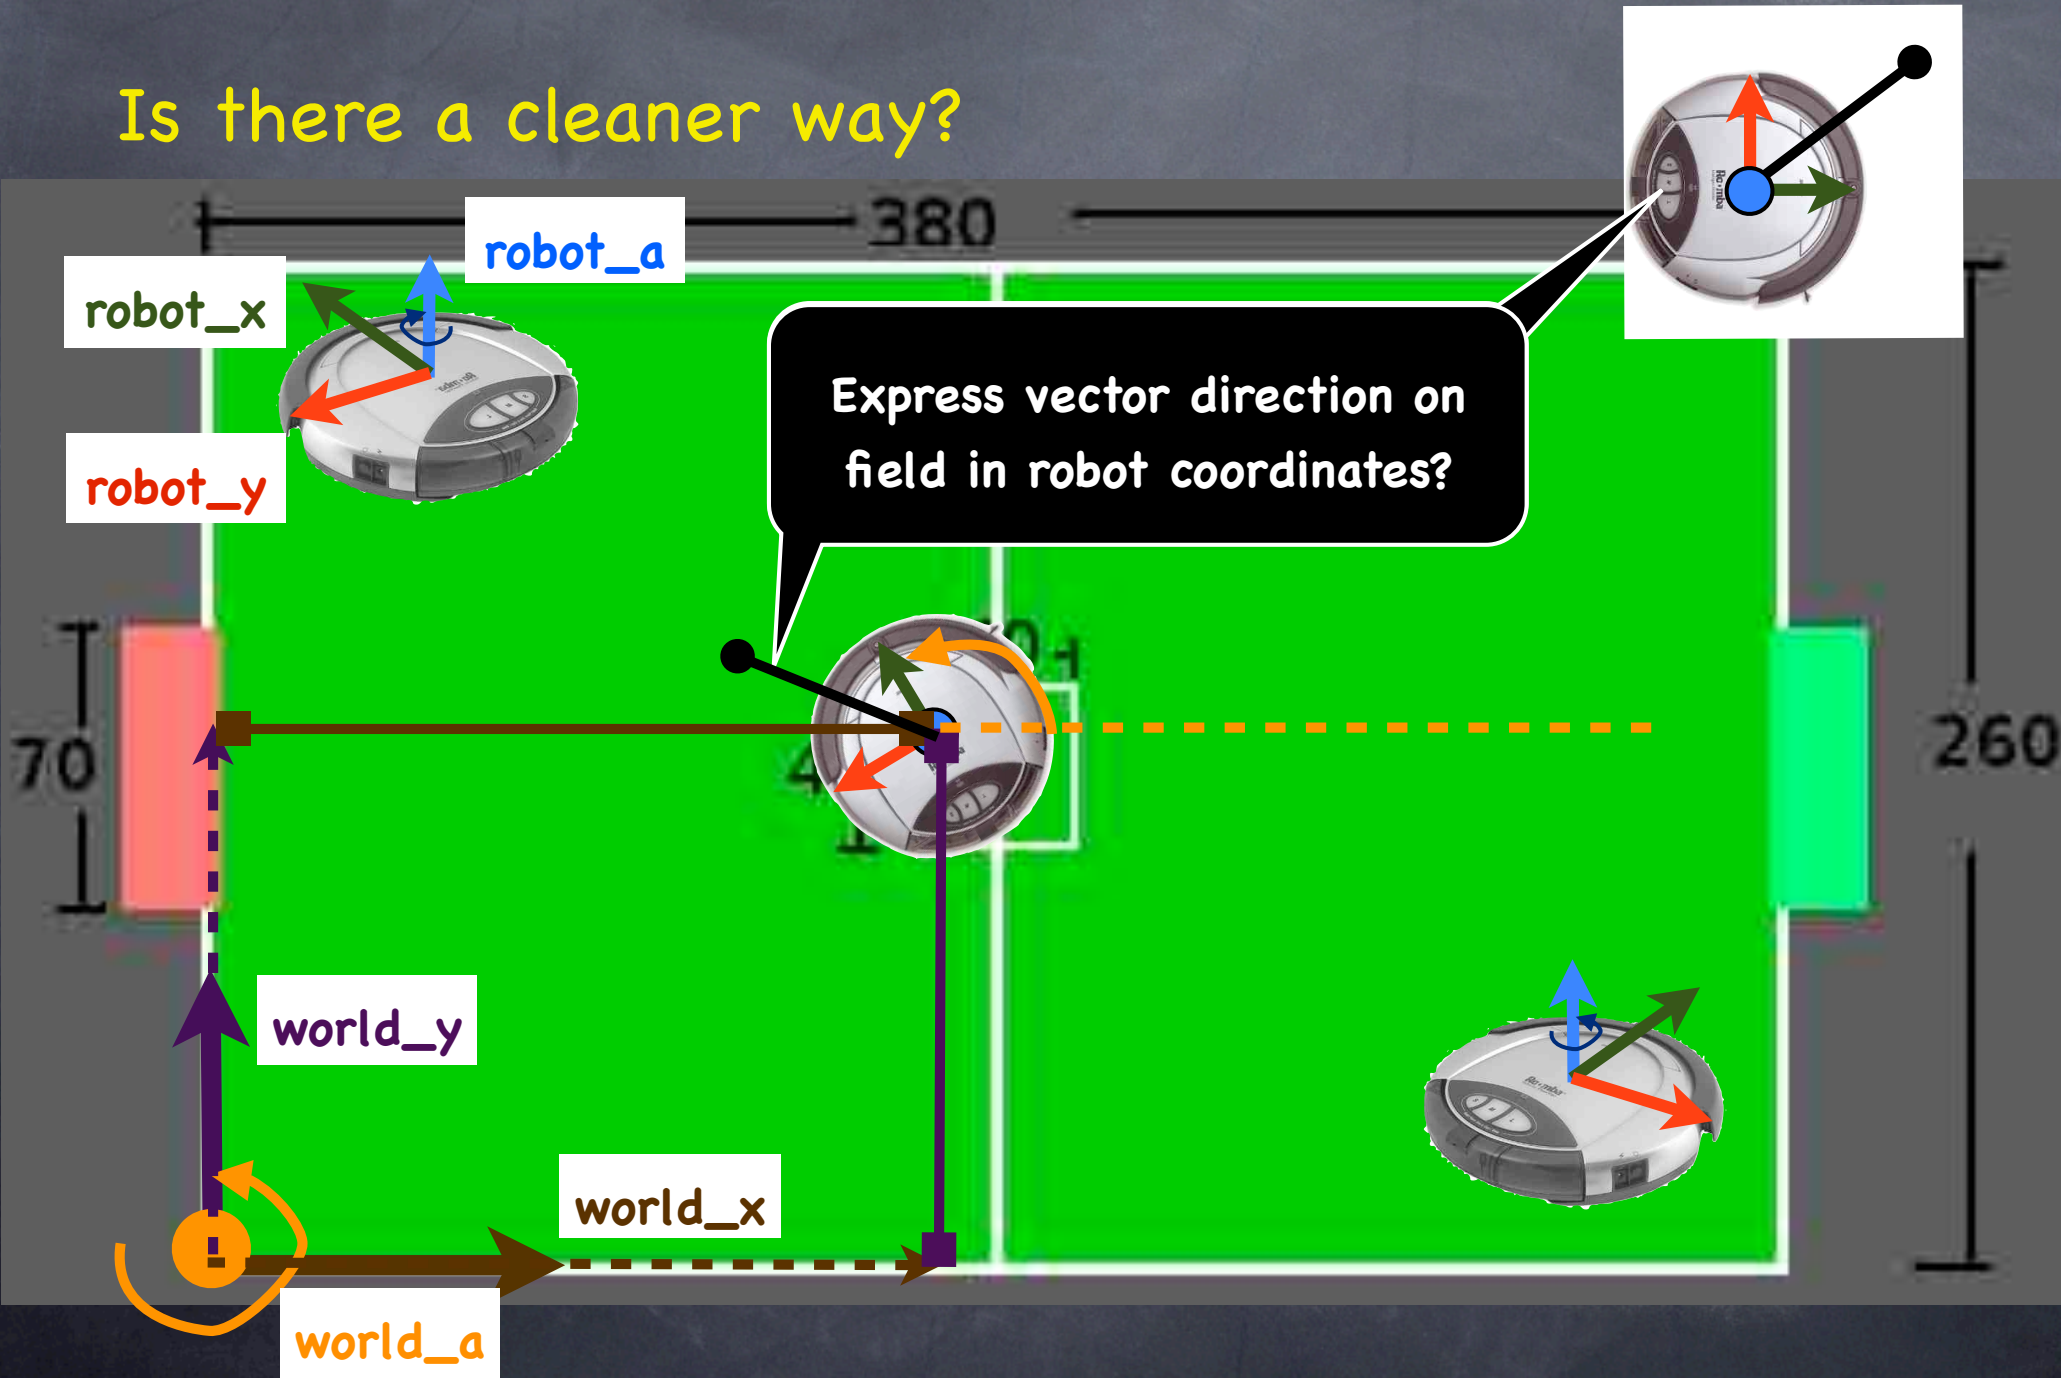 Is there a cleaner way?
380
robot_a
robot_x
robot_y
Express vector direction on
field in robot coordinates?
70
4
260
world_y
world_x
world_a